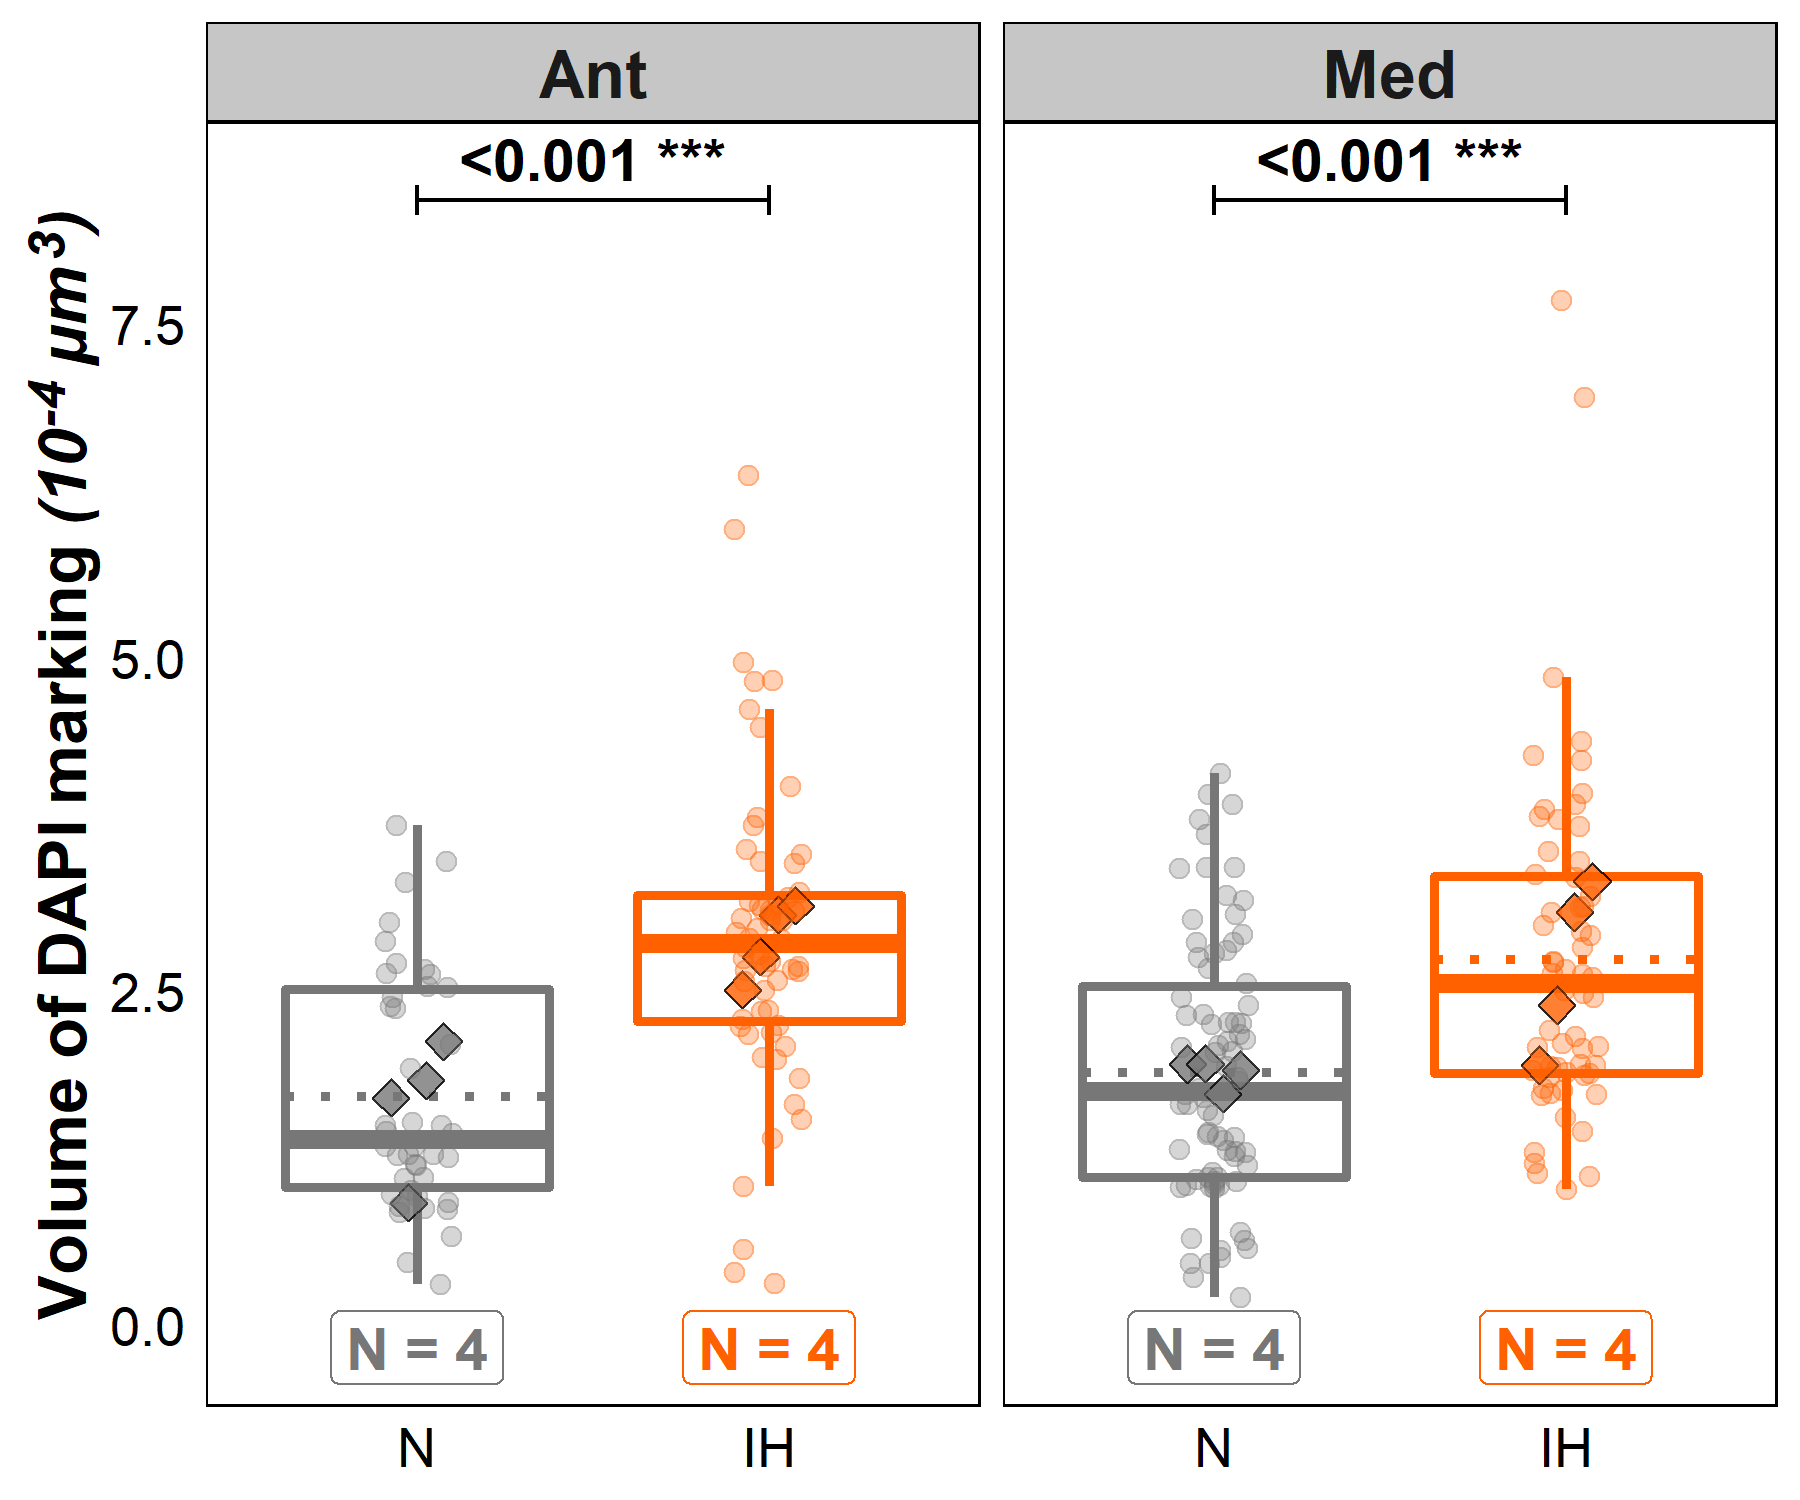 Ant
Med
<0.001 ***
<0.001 ***
Volume of DAPI marking (10⁻⁴ µm³)
7.5
5.0
2.5
0.0
N = 4
N = 4
N = 4
N = 4
N
IH
N
IH